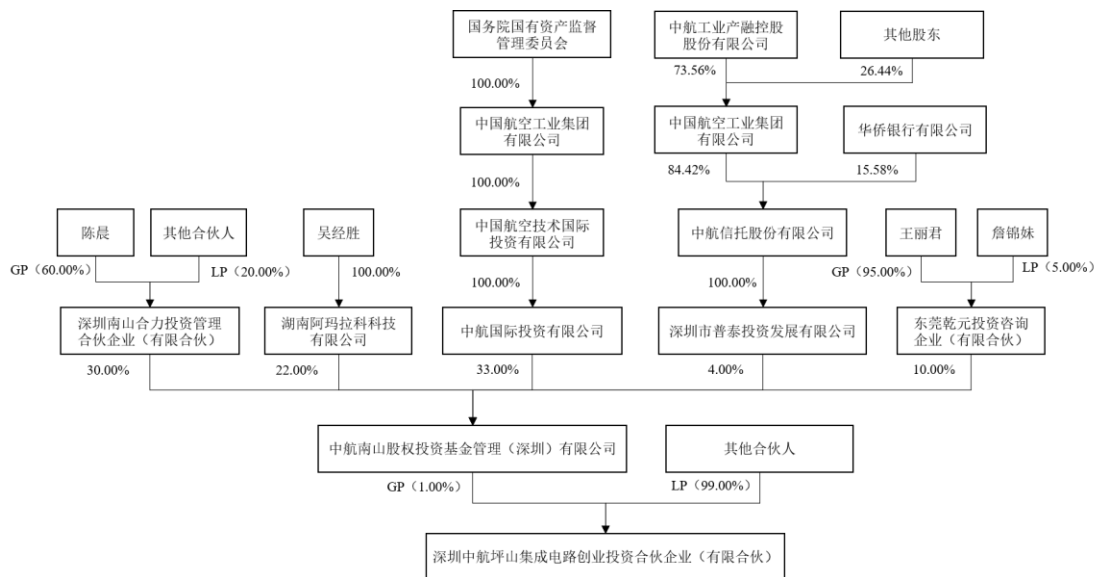 国务院国有资产监督
管理委员会
中航工业产融控股
股份有限公司
其他股东
100.00%
73.56%
26.44%
中国航空工业集团
有限公司
中国航空工业集团
有限公司
华侨银行有限公司
100.00%
84.42%
15.58%
陈晨
其他合伙人
吴经胜
中国航空技术国际
投资有限公司
中航信托股份有限公司
王丽君
詹锦妹
GP（60.00%）
LP（20.00%）
100.00%
100.00%
100.00%
GP（95.00%）
LP（5.00%）
深圳南山合力投资管理
合伙企业（有限合伙）
湖南阿玛拉科科技
有限公司
中航国际投资有限公司
深圳市普泰投资发展有限公司
东莞乾元投资咨询
企业（有限合伙）
30.00%
22.00%
33.00%
4.00%
10.00%
中航南山股权投资基金管理（深圳）有限公司
其他合伙人
GP（1.00%）
LP（99.00%）
深圳中航坪山集成电路创业投资合伙企业（有限合伙）